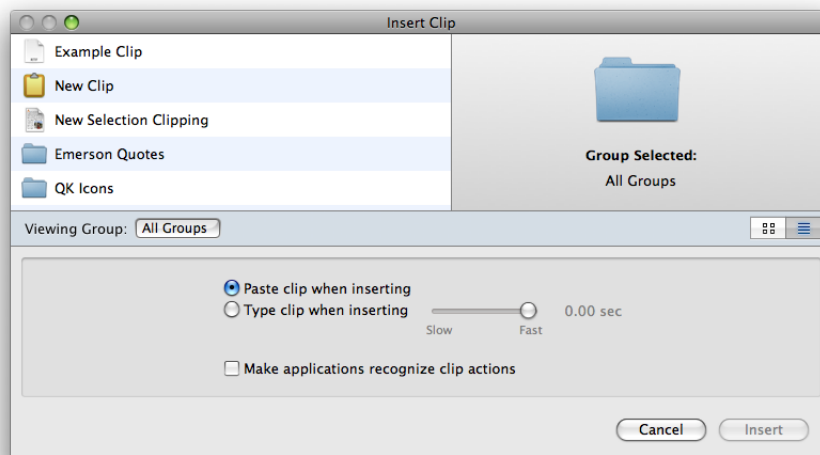 Insert Clip
Example Clip
New Clip
New Selection Clipping
Emerson Quotes
QK Icons
Group Selected:
All Groups
Viewing Group: All Groups
Paste clip when inserting
Type clip when inserting 0.00 sec
Slow Fast
Make applications recognize clip actions
Cancel Insert